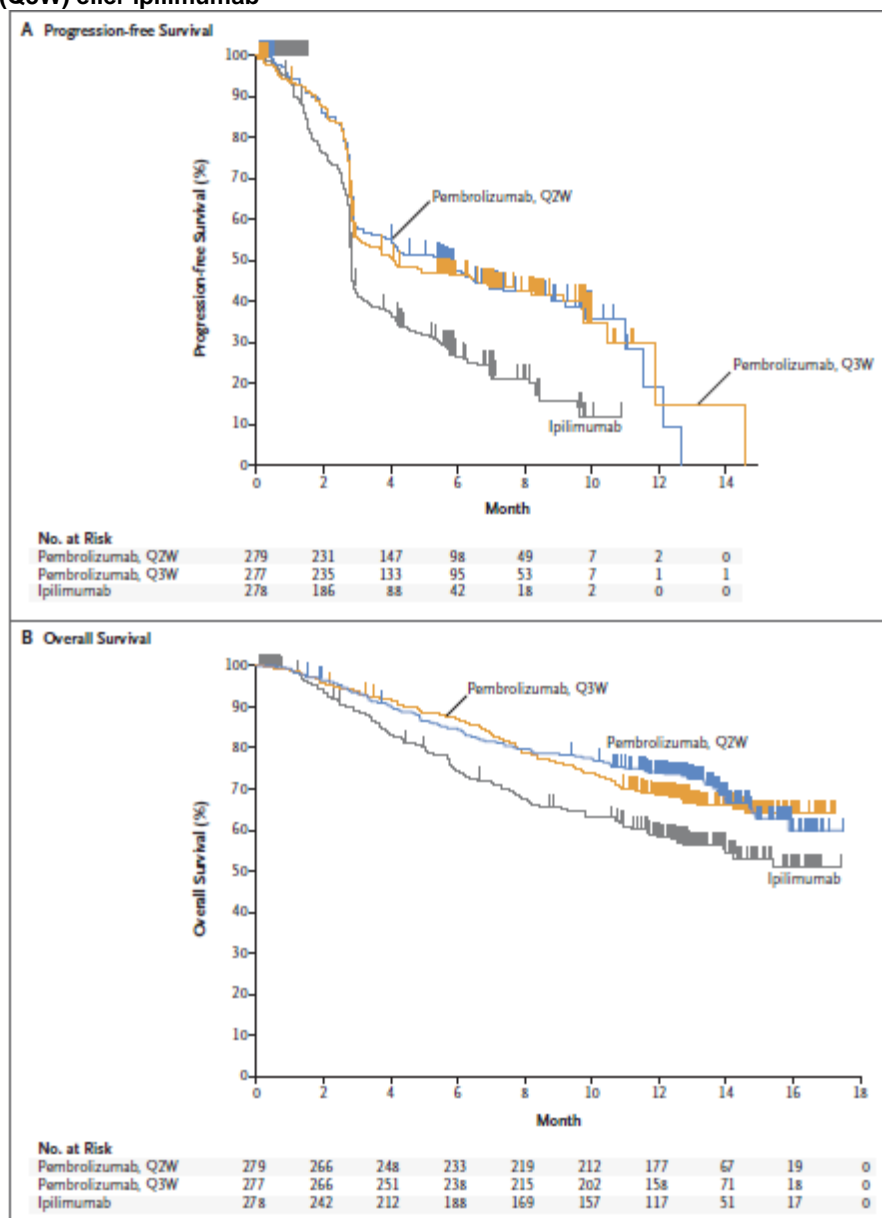 (Q3W) eller ipilimumab
A Progression-free Survival
100
90
80
70
60
50
40
30
20
10
0
Progression-free Survival (%)
Pembrolizumab, Q2W
Pembrolizumab, Q3W
Ipilimumab
0 2 4 6 8 10 12 14
Month
No. at Risk
Pembrolizumab, Q2W 279 231 147 98 49 7 2 0
Pembrolizumab, Q3W 277 235 133 95 53 7 1 1
Ipilimumab 278 186 88 42 18 2 0 0
B Overall Survival
100
90
80
70
60
50
40
30
20
10
0
Overall Survival (%)
Pembrolizumab, Q3W
Pembrolizumab, Q2W
Ipilimumab
0 2 4 6 8 10 12 14 16 18
Month
No. at Risk
Pembrolizumab, Q2W 279 266 248 233 219 212 177 67 19 0
Pembrolizumab, Q3W 277 266 251 238 215 202 158 71 18 0
Ipilimumab 278 242 212 188 169 157 117 51 17 0